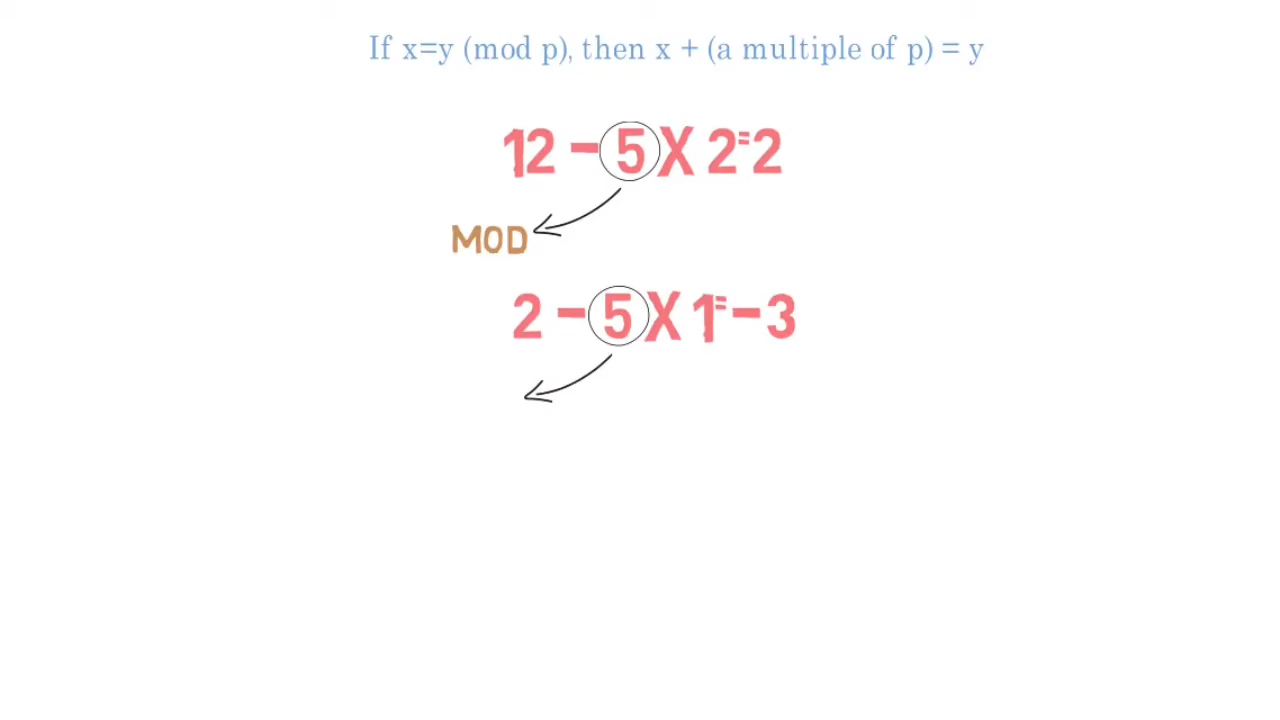 If x=y (mod p), then x + (a multiple of p) = y
12 - 5 X 2 = 2
MOD
2 - 5 X 1 = - 3